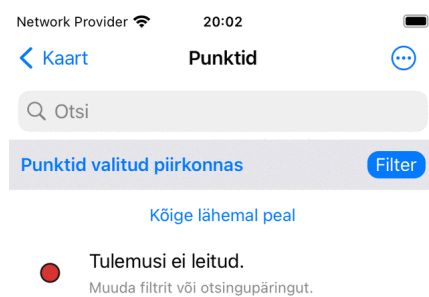 Network Provider 20:02
Kaart Punktid
Otsi
Punktid valitud piirkonnas Filter
Kõige lähemal peal
Tulemusi ei leitud.
Muuda filtrit või otsingupäringut.